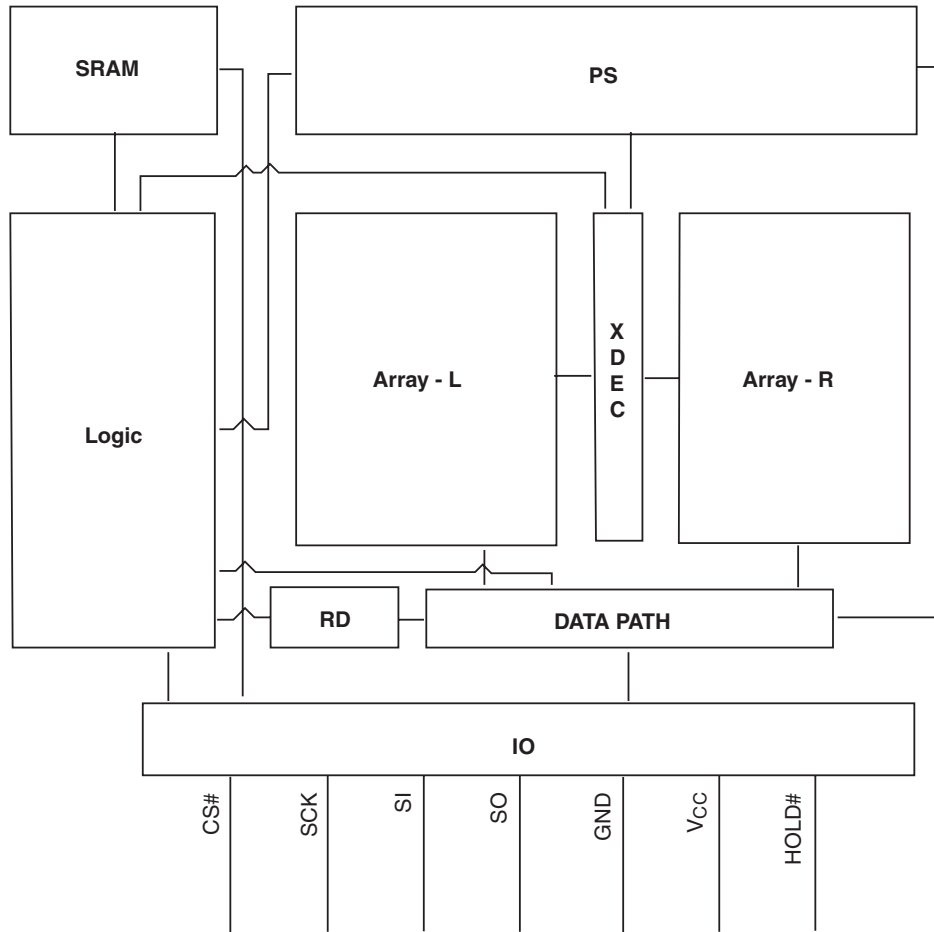 SRAM
PS
Array - L
X
D
E
C
Array - R
Logic
RD
DATA PATH
IO
CS#
SCK
SI
SO
GND
VCC
HOLD#